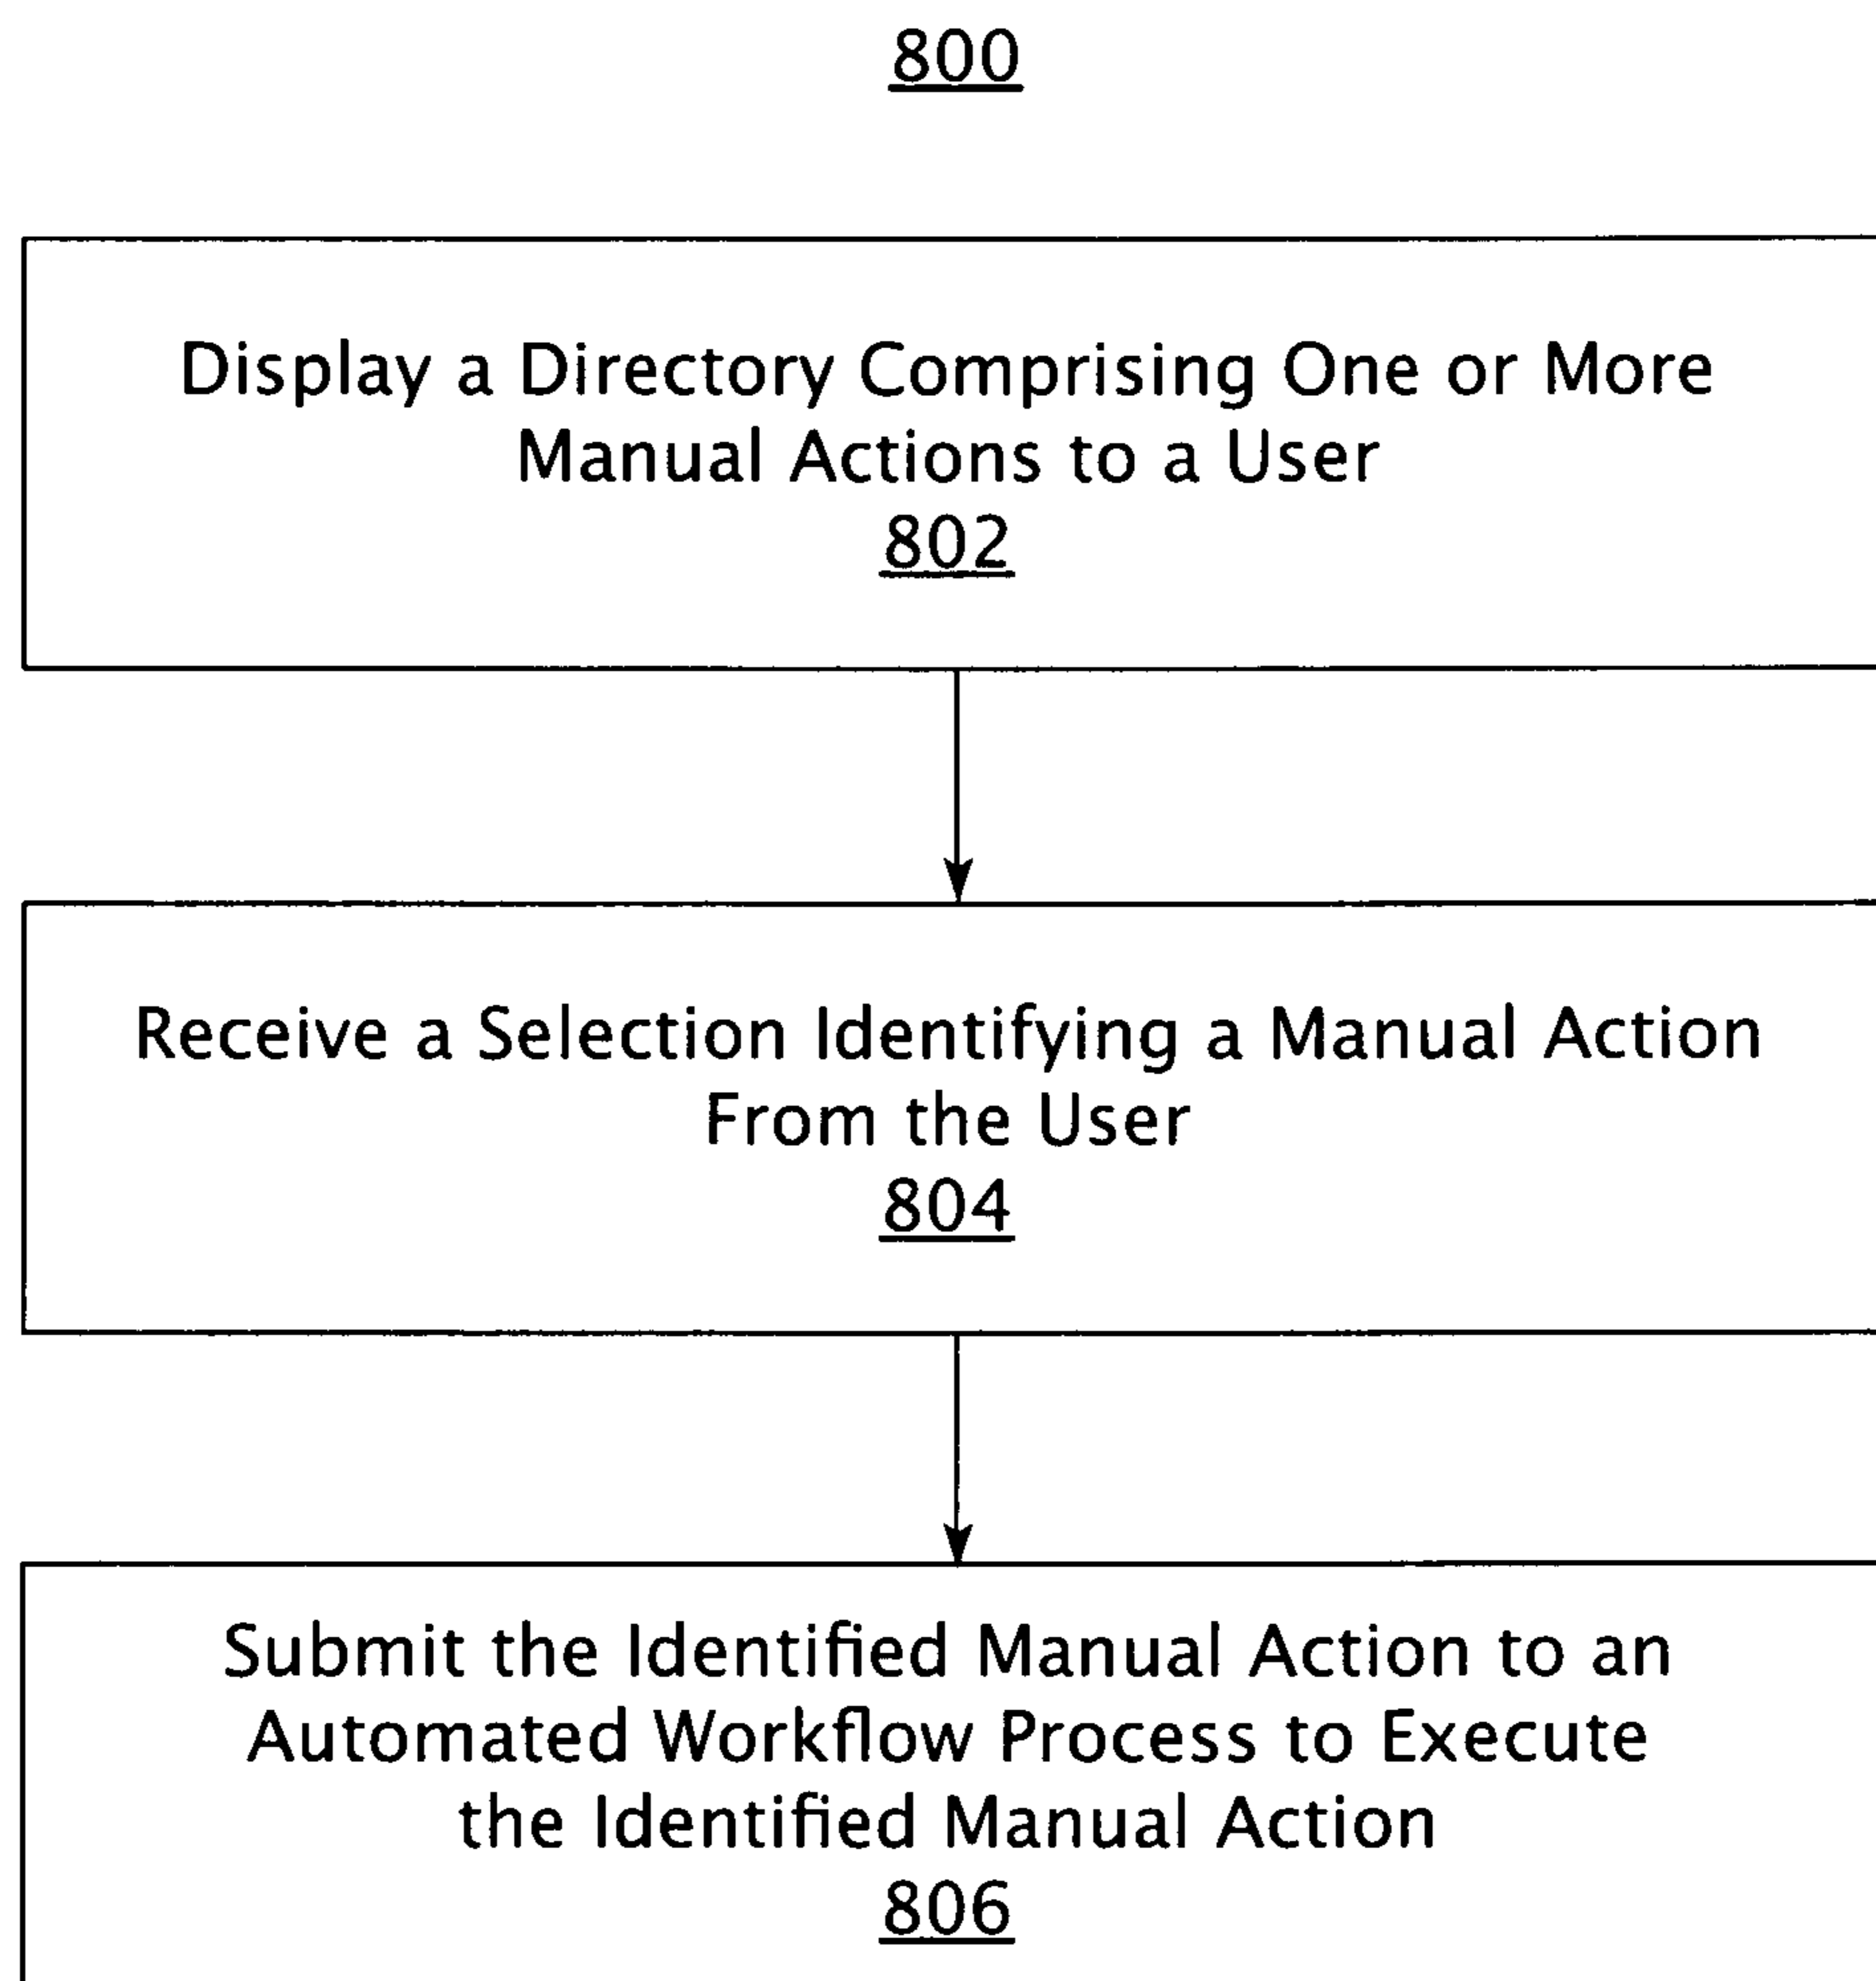 800
Display a Directory Comprising One or More
Manual Actions to a User
802
Receive a Selection Identifying a Manual Action
From the User
804
Submit the Identified Manual Action to an
Automated Workflow Process to Execute
the Identified Manual Action
806